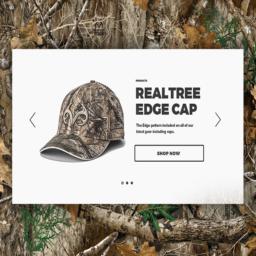 PRODUCTS
REALTREE
EDGE CAP
The Edge pattern included on all of our
latest gear including caps.
SHOP NOW